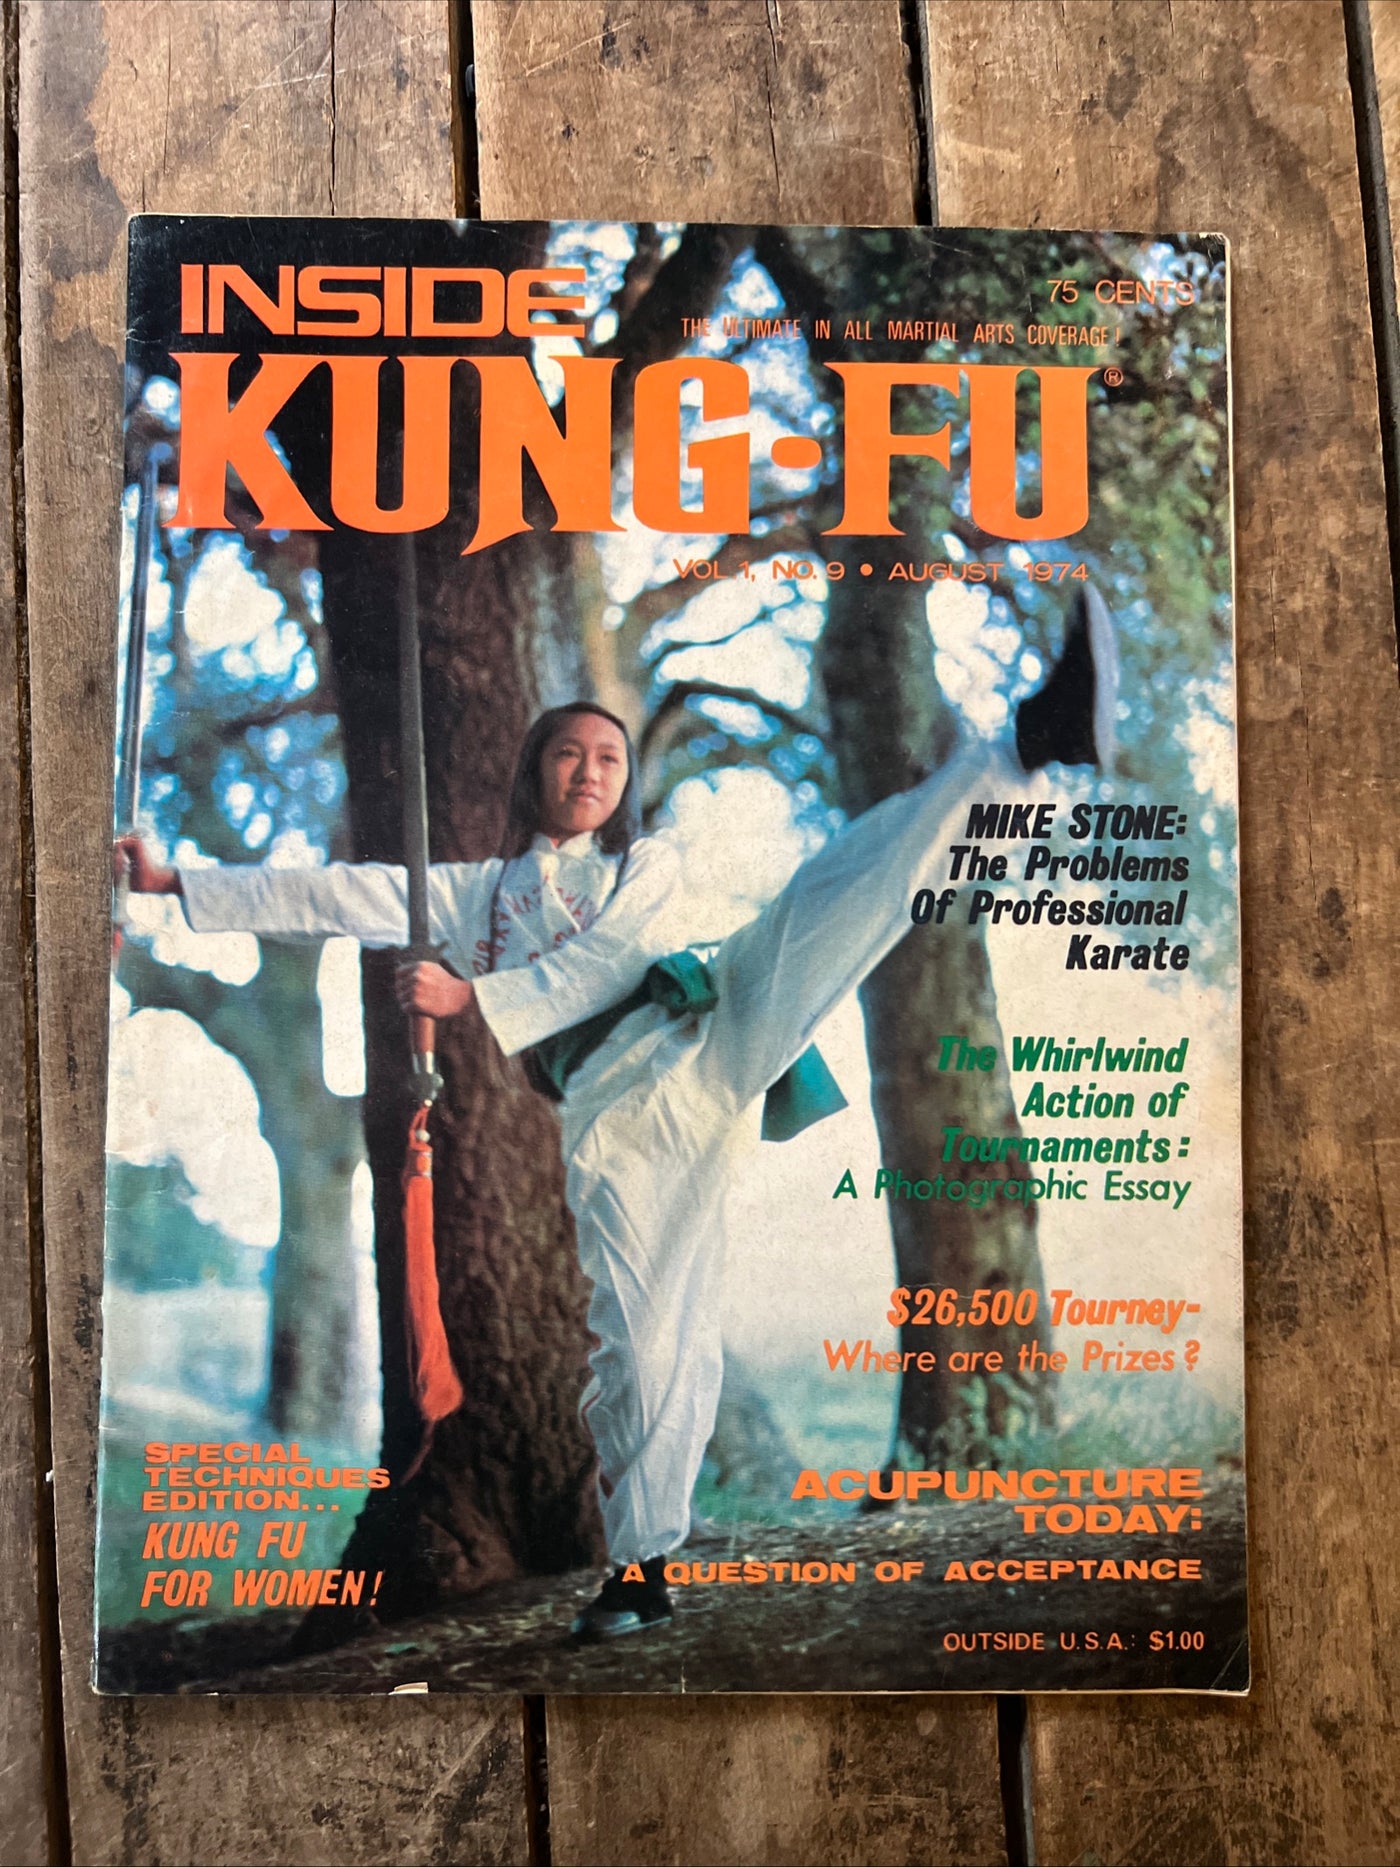 INSIDE
75 CENTS
THE ULTIMATE IN ALL MARTIAL ARTS COVERAGE!
KUNG-FU®
VOL.1, NO. 9 • AUGUST 1974
MIKE STONE:
The Problems
Of Professional
Karate
The Whirlwind
Action of
Tournaments:
A Photographic Essay
$26,500 Tourney-
Where are the Prizes?
SPECIAL
TECHNIQUES
EDITION...
KUNG FU
FOR WOMEN!
ACUPUNCTURE
TODAY:
A QUESTION OF ACCEPTANCE
OUTSIDE U.S.A.: $1.00